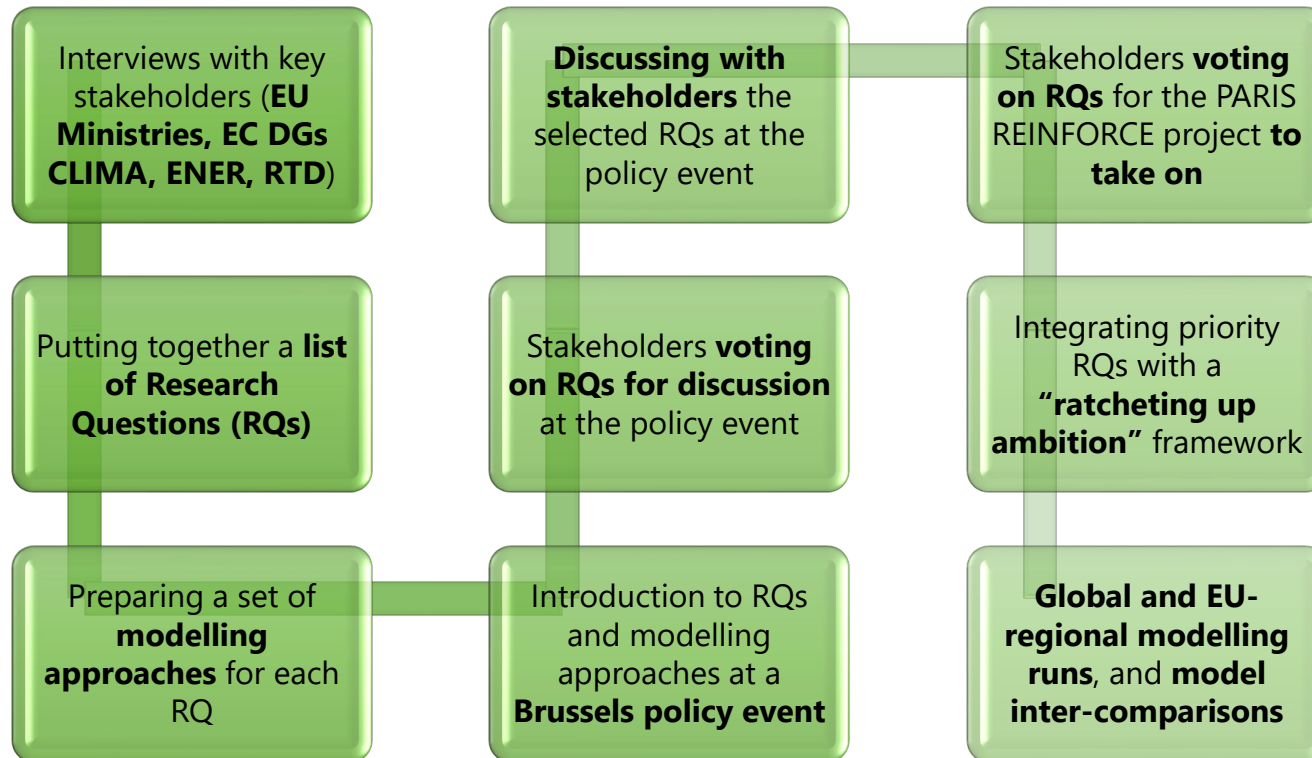 Interviews with key
stakeholders (EU
Ministries, EC DGs
CLIMA, ENER, RTD)
Putting together a list
of Research
Questions (RQs)
Preparing a set of
modelling
approaches for each
RQ
Introduction to RQs
and modelling
approaches at a
Brussels policy event
Stakeholders voting
on RQs for discussion
at the policy event
Discussing with
stakeholders the
selected RQs at the
policy event
Stakeholders voting
on RQs for the PARIS
REINFORCE project to
take on
Integrating priority
RQs with a
“ratcheting up
ambition” framework
Global and EU-
regional modelling
runs, and model
inter-comparisons